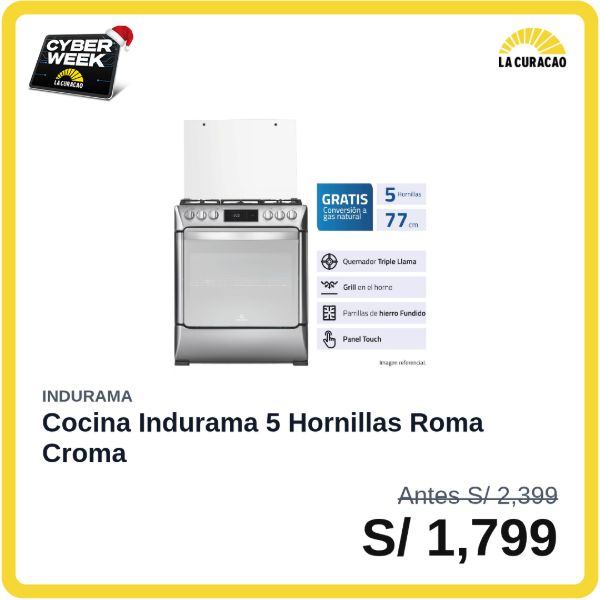 CYBER
WEEK
LA CURACAO
LA CURACAO
GRATIS
Conversión a
gas natural
5 Hornillas
77 cm
Quemador Triple Llama
Grill en el horno
Parrillas de hierro Fundido
Panel Touch
Imagen referencial.
INDURAMA
Cocina Indurama 5 Hornillas Roma
Croma
Antes S/ 2,399
S/ 1,799